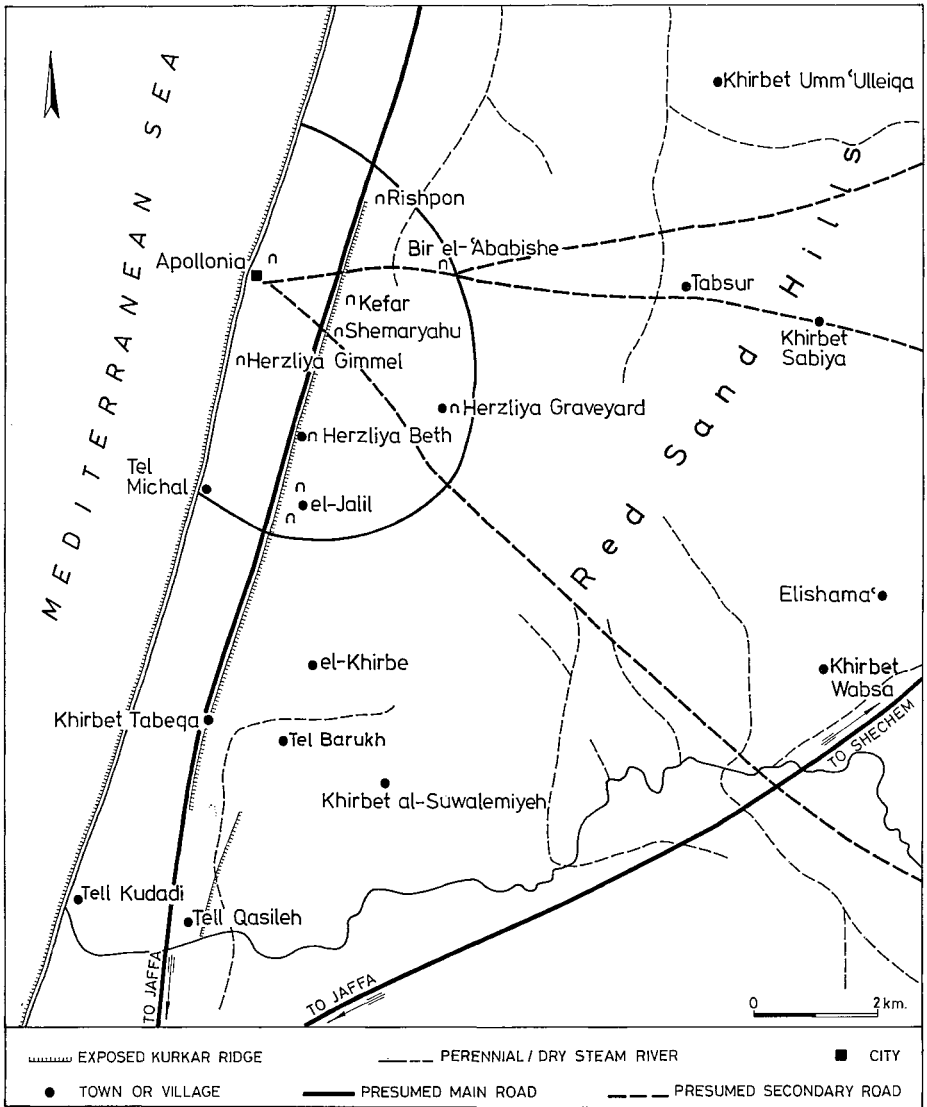 MEDITERRANEAN SEA
Khirbet Umm ʿUlleiqa
Rishpon
Bir el-ʿAbabishe
Apollonia
Tabsur
Kefar
Shemaryahu
Khirbet
Sabiya
Herzliya Gimmel
Herzliya Graveyard
Herzliya Beth
Tel
Michal
el-Jalil
Red Sand Hills
Elishamaʿ
el-Khirbe
Khirbet
Wabsa
Khirbet Tabeqa
Tel Barukh
TO SHECHEM
Khirbet al-Suwalemiyeh
Tell Kudadi
Tell Qasileh
TO JAFFA
TO JAFFA
0 2 km.
EXPOSED KURKAR RIDGE PERENNIAL / DRY STEAM RIVER CITY
TOWN OR VILLAGE PRESUMED MAIN ROAD PRESUMED SECONDARY ROAD